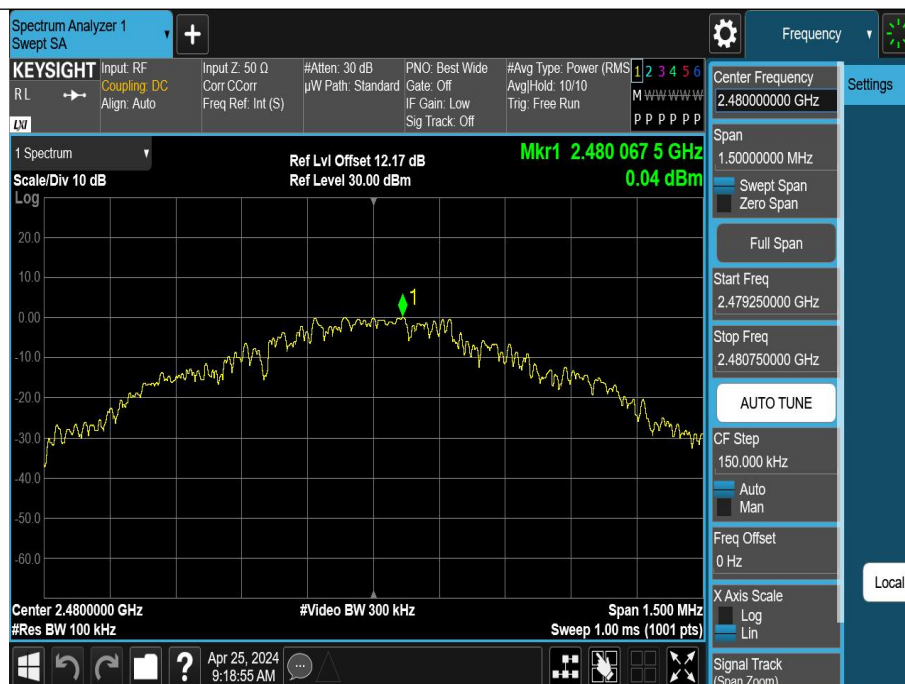 Spectrum Analyzer 1
Swept SA
+
Frequency
KEYSIGHT
RL
LXI
Input: RF
Coupling: DC
Align: Auto
Input Z: 50 Ω
Corr CCorr
Freq Ref: Int (S)
#Atten: 30 dB
µW Path: Standard
PNO: Best Wide
Gate: Off
IF Gain: Low
Sig Track: Off
#Avg Type: Power (RMS
Avg|Hold: 10/10
Trig: Free Run
1 2 3 4 5 6
M W W W W W
P P P P P P
1 Spectrum
Scale/Div 10 dB
Log
Ref Lvl Offset 12.17 dB
Ref Level 30.00 dBm
Mkr1 2.480 067 5 GHz
0.04 dBm
1
20.0
10.0
0.00
-10.0
-20.0
-30.0
-40.0
-50.0
-60.0
Center 2.4800000 GHz
#Res BW 100 kHz
#Video BW 300 kHz
Span 1.500 MHz
Sweep 1.00 ms (1001 pts)
Center Frequency
2.480000000 GHz
Span
1.50000000 MHz
Swept Span
Zero Span
Full Span
Start Freq
2.479250000 GHz
Stop Freq
2.480750000 GHz
AUTO TUNE
CF Step
150.000 kHz
Auto
Man
Freq Offset
0 Hz
X Axis Scale
Log
Lin
Signal Track
(Span Zoom)
Settings
Local
?
Apr 25, 2024
9:18:55 AM